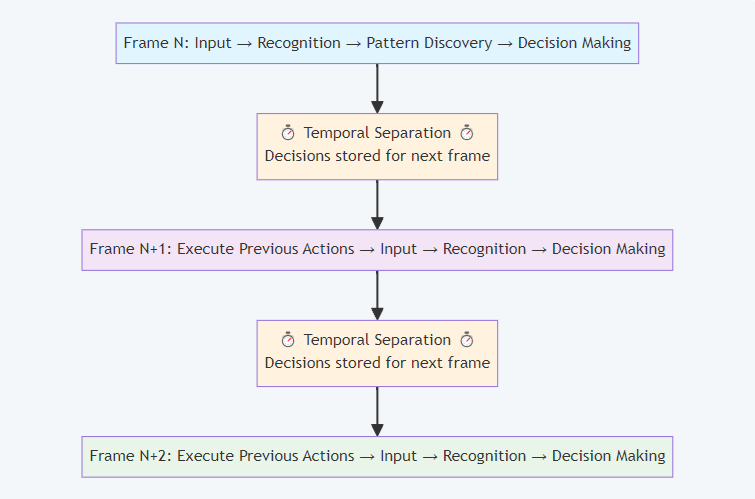 Frame N: Input → Recognition → Pattern Discovery → Decision Making
⏱ Temporal Separation ⏱
Decisions stored for next frame
Frame N+1: Execute Previous Actions → Input → Recognition → Decision Making
⏱ Temporal Separation ⏱
Decisions stored for next frame
Frame N+2: Execute Previous Actions → Input → Recognition → Decision Making